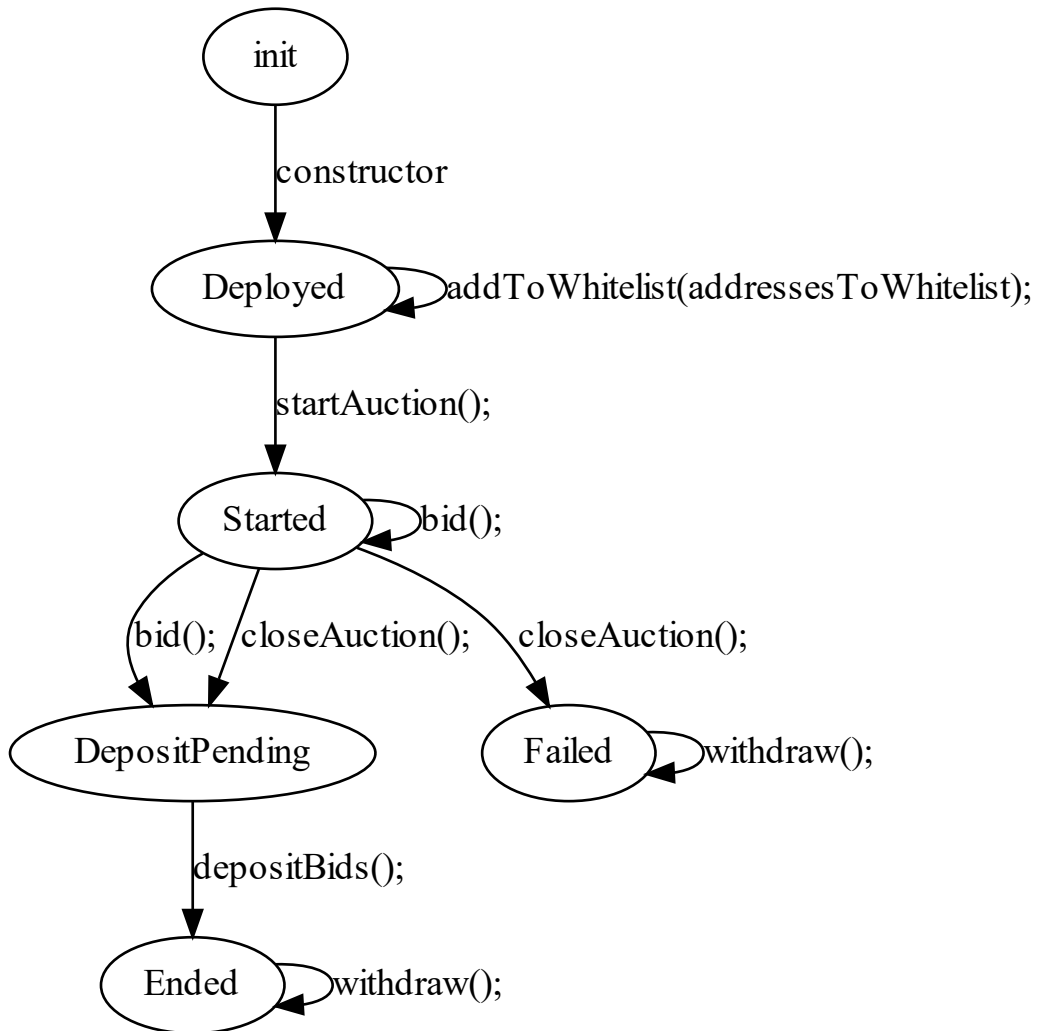 init
constructor
Deployed
addToWhitelist(addressesToWhitelist);
startAuction();
Started
bid();
bid();
closeAuction();
closeAuction();
DepositPending
Failed
withdraw();
depositBids();
Ended
withdraw();